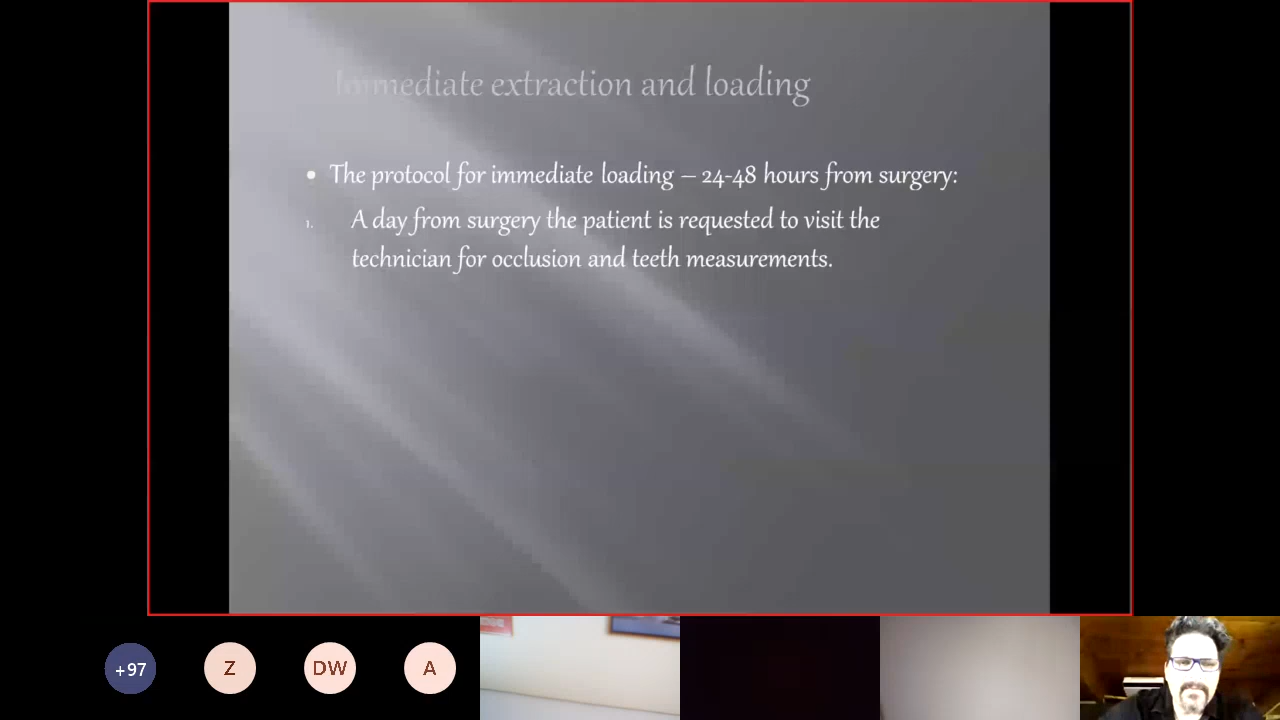 Immediate extraction and loading
• The protocol for immediate loading – 24-48 hours from surgery:
1. A day from surgery the patient is requested to visit the
technician for occlusion and teeth measurements.
+97
Z
DW
A